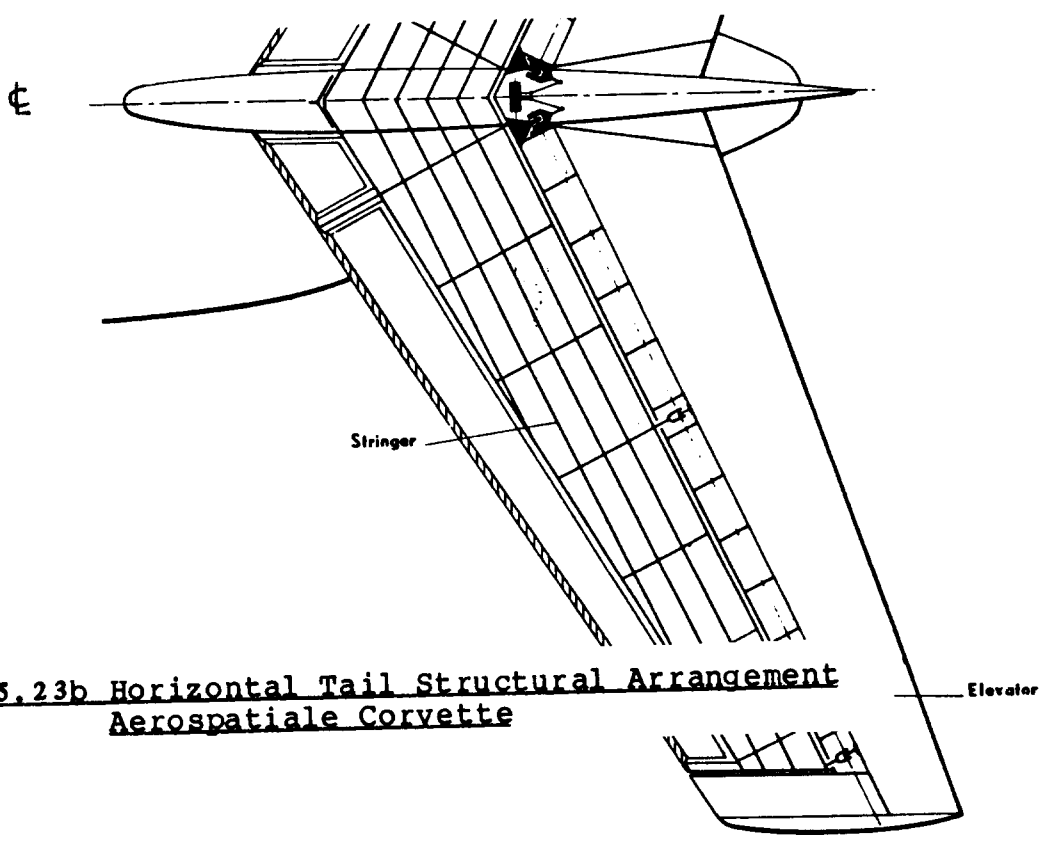 ℄
Stringer
5.23b Horizontal Tail Structural Arrangement
Aerospatiale Corvette
Elevator